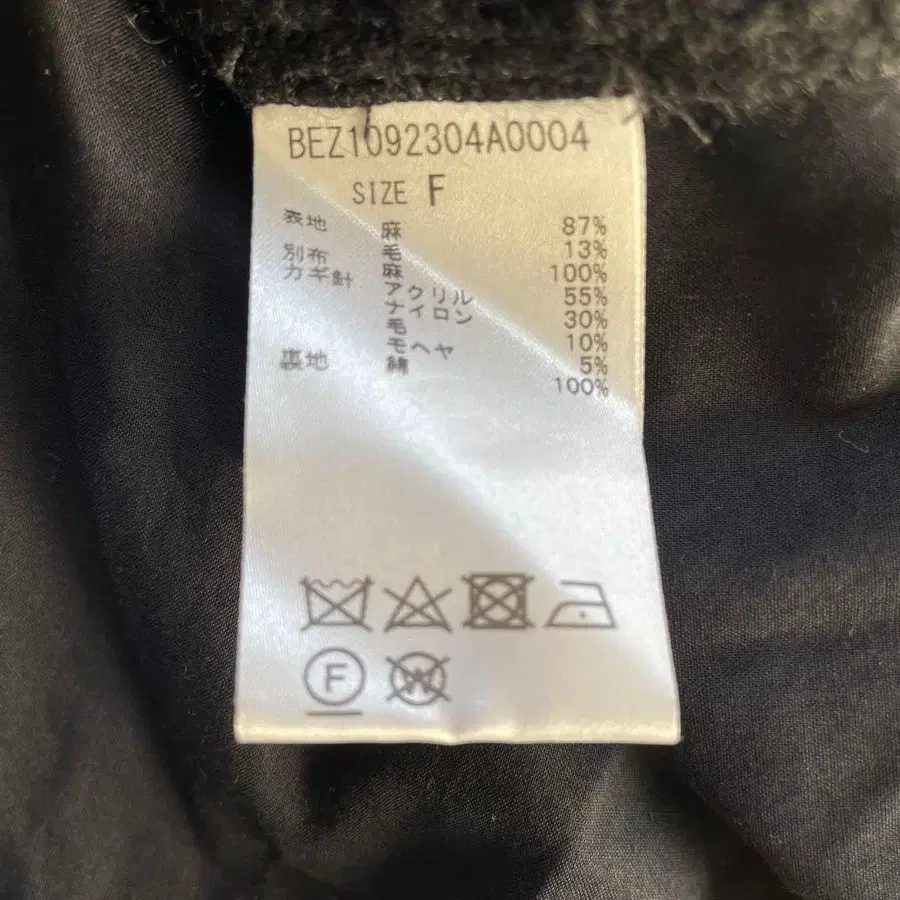 BEZ1092304A0004
SIZE F
表地 麻 87%
毛 13%
別布 麻 100%
カギ針 アクリル 55%
ナイロン 30%
毛 10%
モヘヤ 5%
裏地 綿 100%
F
W